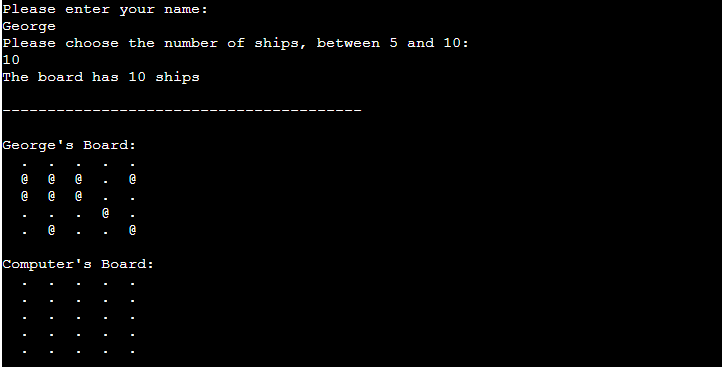 Please enter your name:
George
Please choose the number of ships, between 5 and 10:
10
The board has 10 ships
----------------------------------------
George's Board:
. . . . .
@ @ @ . @
@ @ @ . .
. . . @ .
. @ . . @
Computer's Board:
. . . . .
. . . . .
. . . . .
. . . . .
. . . . .